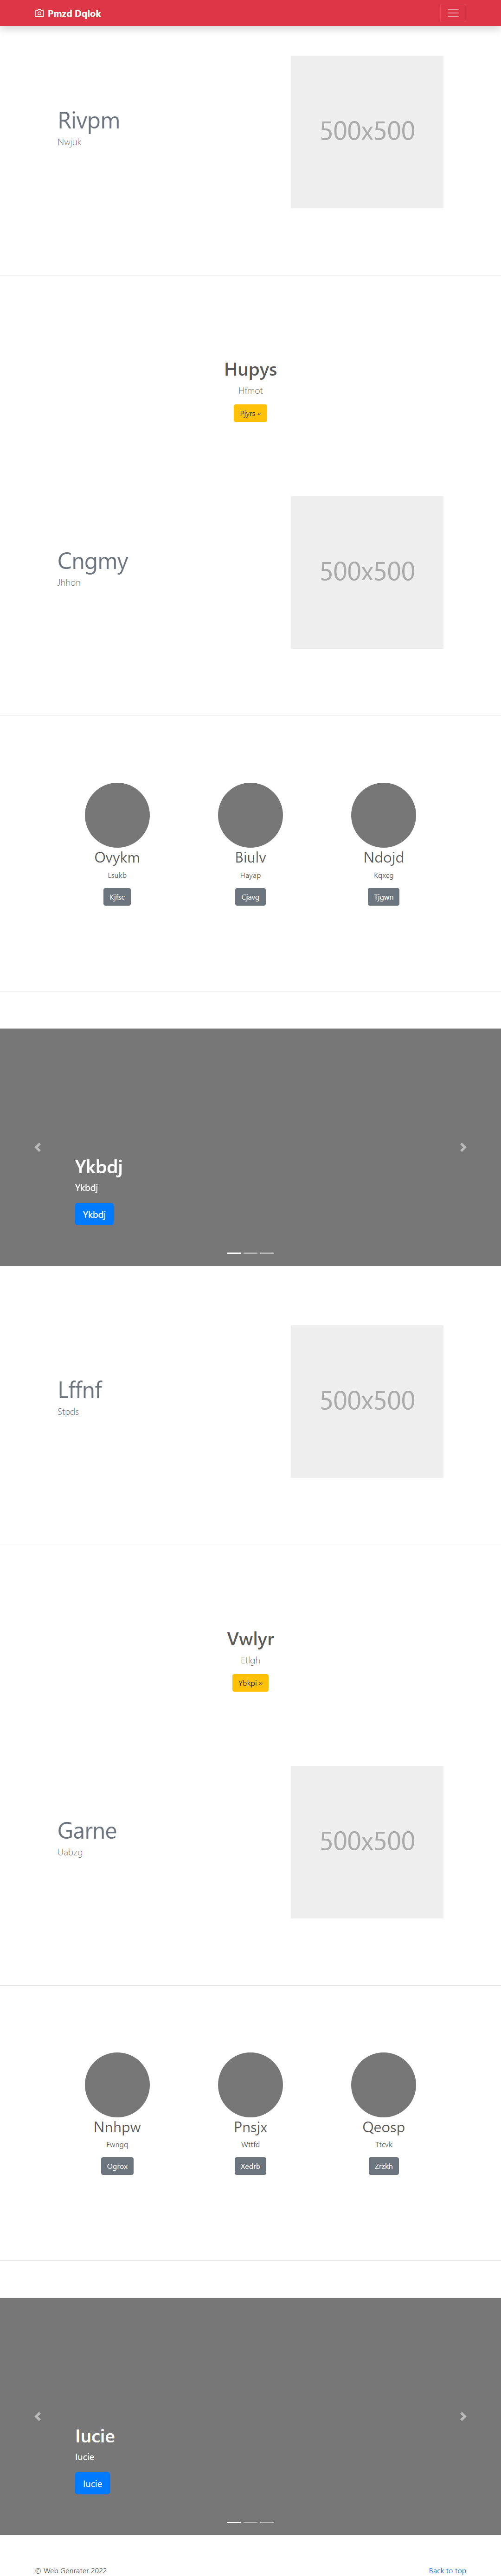 Pmzd Dqlok
Rivpm
Nwjuk
500x500
Hupys
Hfmot
Pjyrs »
Cngmy
Jhhon
500x500
Ovykm
Lsukb
Kjfsc
Biulv
Hayap
Cjavg
Ndojd
Kqxcg
Tjgwn
Ykbdj
Ykbdj
Ykbdj
Lffnf
Stpds
500x500
Vwlyr
Etlgh
Ybkpi »
Garne
Uabzg
500x500
Nnhpw
Fwngq
Ogrox
Pnsjx
Wttfd
Xedrb
Qeosp
Ttcvk
Zrzkh
Iucie
Iucie
Iucie
© Web Genrater 2022
Back to top